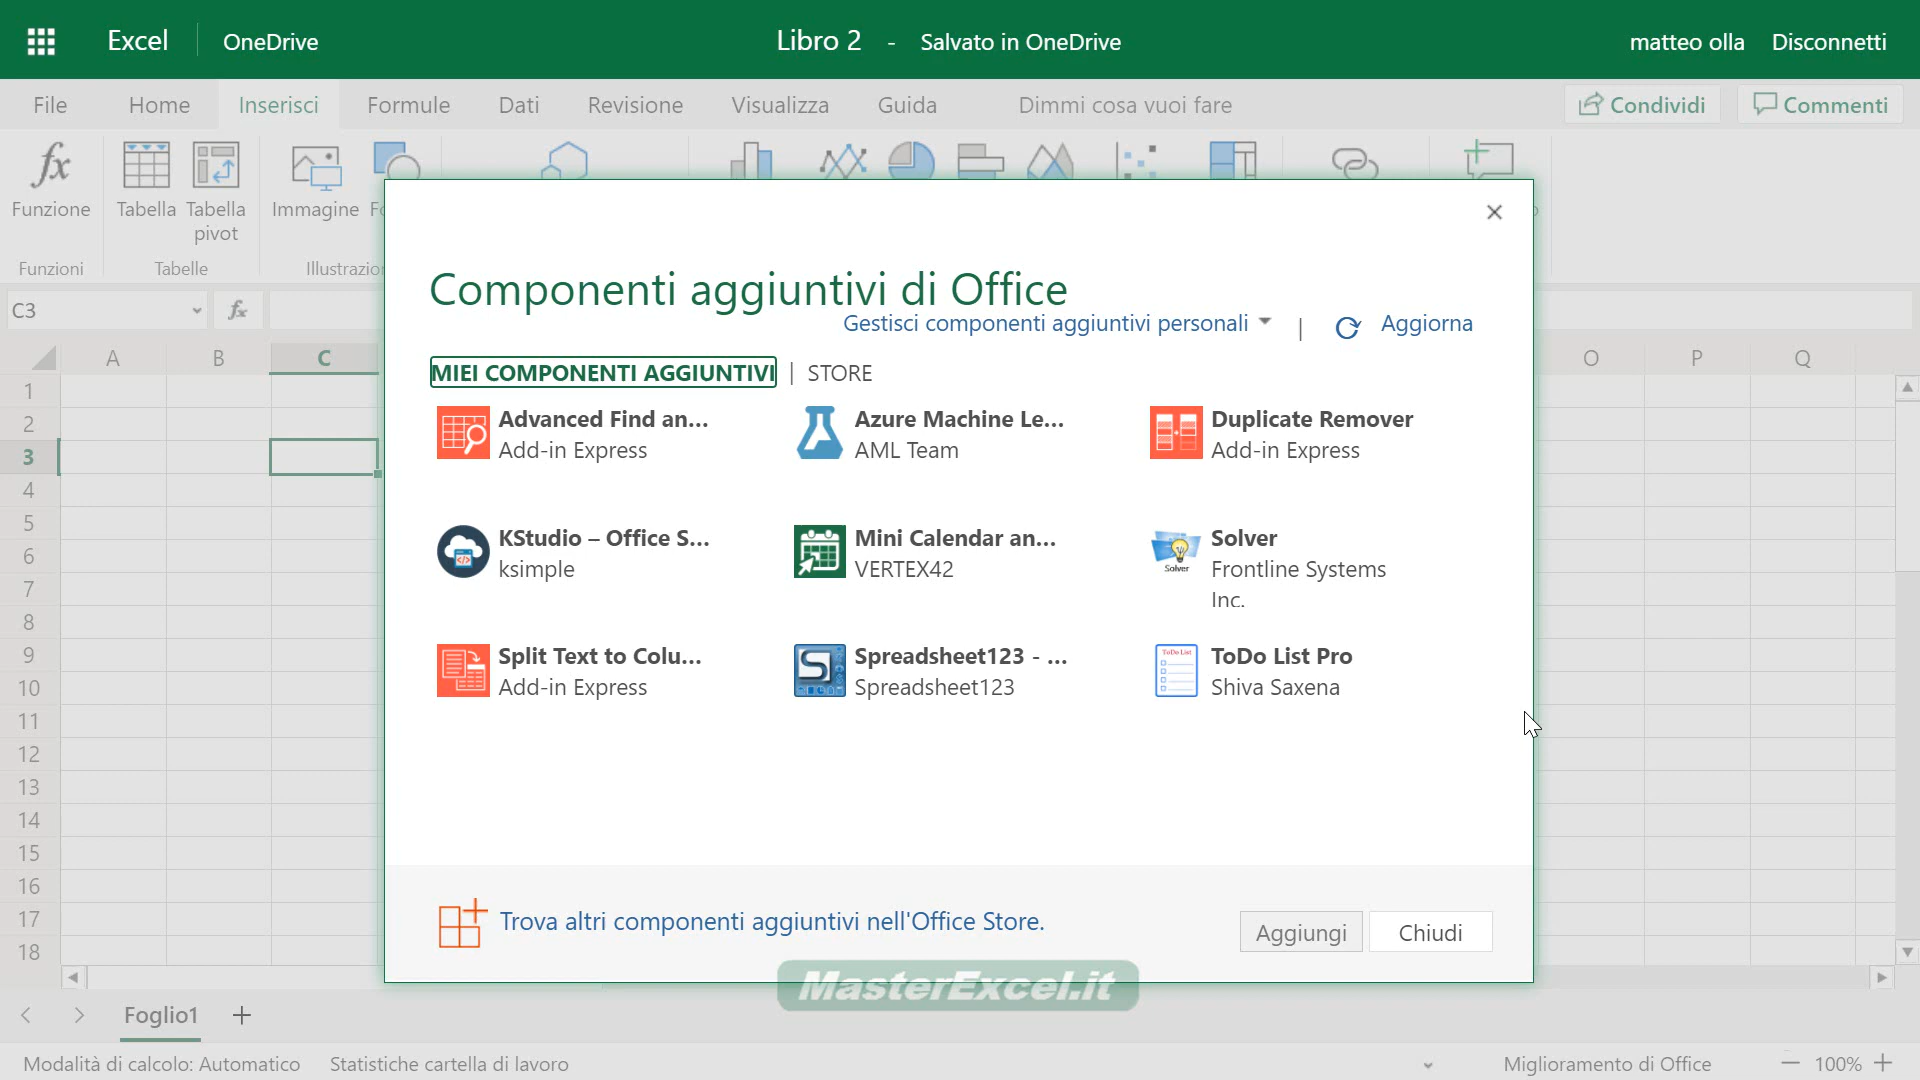 Excel
OneDrive
Libro 2 - Salvato in OneDrive
matteo olla
Disconnetti
File
Home
Inserisci
Formule
Dati
Revisione
Visualizza
Guida
Dimmi cosa vuoi fare
Condividi
Commenti
Funzione
Tabella
Tabella
pivot
Immagine
Funzioni
Tabelle
C3
A
B
C
O
P
Q
1
2
3
4
5
6
7
8
9
10
11
12
13
14
15
16
17
18
Componenti aggiuntivi di Office
Gestisci componenti aggiuntivi personali
|
Aggiorna
MIEI COMPONENTI AGGIUNTIVI | STORE
Advanced Find an...
Add-in Express
Azure Machine Le...
AML Team
Duplicate Remover
Add-in Express
KStudio – Office S...
ksimple
Mini Calendar an...
VERTEX42
Solver
Solver
Frontline Systems
Inc.
Split Text to Colu...
Add-in Express
Spreadsheet123 - ...
Spreadsheet123
ToDo List
ToDo List Pro
Shiva Saxena
Trova altri componenti aggiuntivi nell'Office Store.
Aggiungi
Chiudi
MasterExcel.it
Foglio1
Modalità di calcolo: Automatico
Statistiche cartella di lavoro
Miglioramento di Office
100%